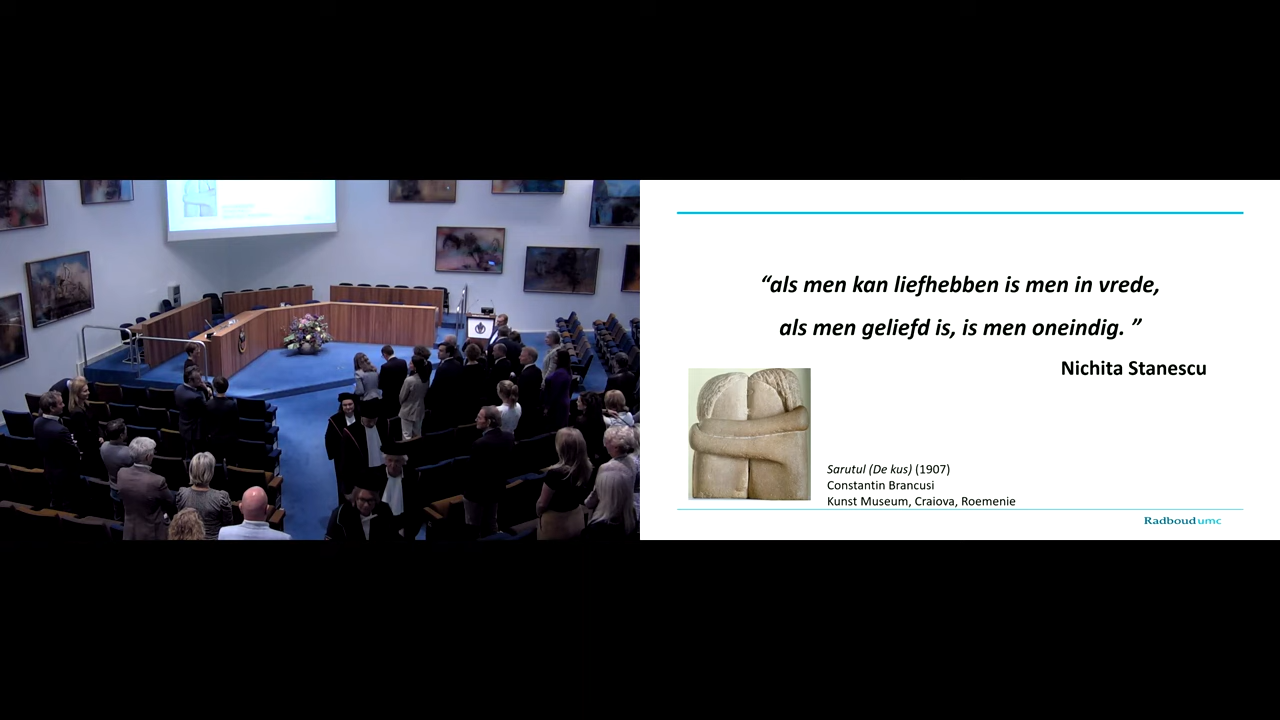 “als men kan liefhebben is men in vrede,
als men geliefd is, is men oneindig. ”
Nichita Stanescu
Sarutul (De kus) (1907)
Constantin Brancusi
Kunst Museum, Craiova, Roemenie
Radboudumc